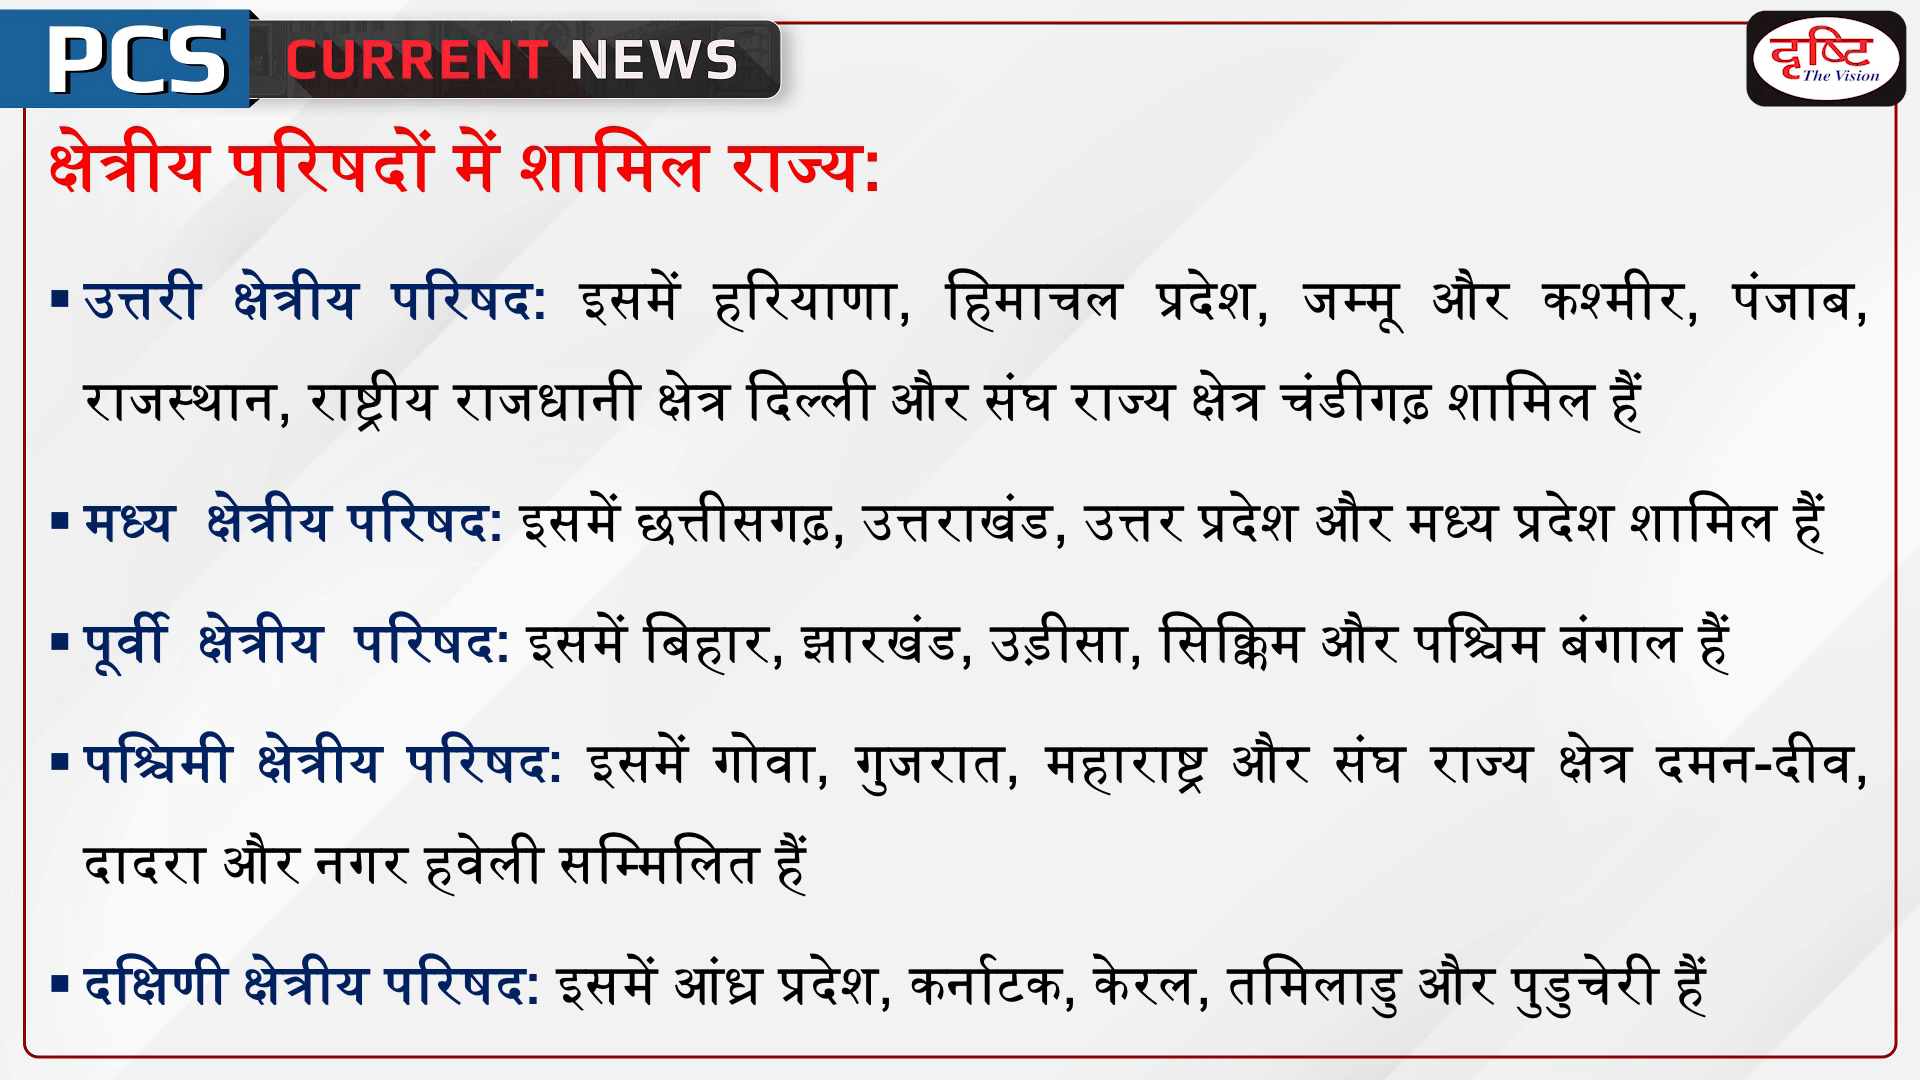 PCS CURRENT NEWS
दृष्टि
The Vision
क्षेत्रीय परिषदों में शामिल राज्य:
▪ उत्तरी क्षेत्रीय परिषद: इसमें हरियाणा, हिमाचल प्रदेश, जम्मू और कश्मीर, पंजाब,
राजस्थान, राष्ट्रीय राजधानी क्षेत्र दिल्ली और संघ राज्य क्षेत्र चंडीगढ़ शामिल हैं
▪ मध्य क्षेत्रीय परिषद: इसमें छत्तीसगढ़, उत्तराखंड, उत्तर प्रदेश और मध्य प्रदेश शामिल हैं
▪ पूर्वी क्षेत्रीय परिषद: इसमें बिहार, झारखंड, उड़ीसा, सिक्किम और पश्चिम बंगाल हैं
▪ पश्चिमी क्षेत्रीय परिषद: इसमें गोवा, गुजरात, महाराष्ट्र और संघ राज्य क्षेत्र दमन-दीव,
दादरा और नगर हवेली सम्मिलित हैं
▪ दक्षिणी क्षेत्रीय परिषद: इसमें आंध्र प्रदेश, कर्नाटक, केरल, तमिलाडु और पुडुचेरी हैं